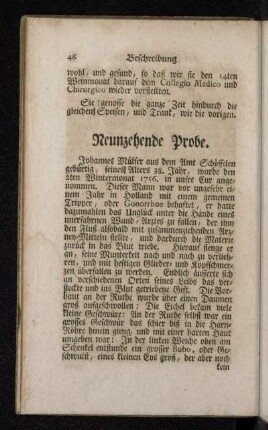 46 Beschreibung
wohl, und gesund, so daß wir sie den 14ten
Weinmonat darauf dem Collegio Medico und
Chirurgico wieder vorstellten.
Sie genosse die ganze Zeit hindurch die
gleichen Speisen, und Trank, wie die vorigen.
Neunzehende Probe.
Johannes Müller aus dem Amt Schöfflen
gebürtig, seines Alters 38. Jahr, wurde den
Wintermonat 1756. in unsre Cur ange-
nommen. Dieser Mann war vor ungefehr ei-
nem Jahr in Holland mit einem gemeinen
Tripper, oder Gonorrhoe behaftet, er hatte
dazumahlen das Unglück unter die Hände eines
unerfahrnen Wund-Arztes zu fallen, der ihm
den Fluß alsobald mit zusammenziehenden Arz-
ney-Mitteln stellte, und dardurch die Materie
zurück in das Blut triebe. Hierauf fienge er
an, seine Munterkeit nach und nach zu verlieh-
ren, und mit heftigen Glieder- und Kopfschmer-
zen überfallen zu werden. Endlich äusserte sich
in verschiedenen Orten seines Leibs das ver-
steckte und ins Blut getriebene Gift. Die Vor-
haut an der Ruthe wurde über einen Daumen
groß aufgeschwollen: Die Eichel bekam viele
kleine Geschwüre: An der Ruthe selbst war ein
grosses Geschwür das schier biß in die Harn-
Röhre hinein gieng, und mit einer harten Haut
umgeben war: In der linken Weiche oben am
Schenkel entstunde ein grosser Bubo, oder Ge-
schwulst, eines kleinen Eys groß, der aber noch
kein